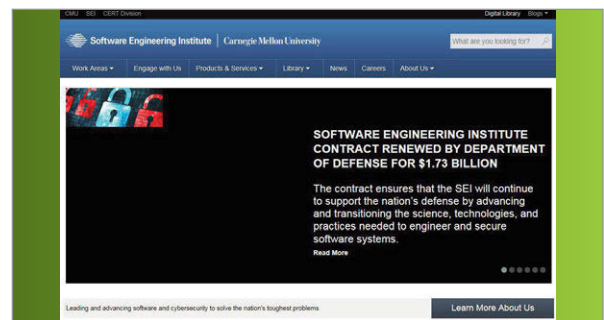 CMU SEI CERT Division Digital Library Blogs
Software Engineering Institute | Carnegie Mellon University What are you looking for?
Work Areas Engage with Us Products & Services Library News Careers About Us
SOFTWARE ENGINEERING INSTITUTE
CONTRACT RENEWED BY DEPARTMENT
OF DEFENSE FOR $1.73 BILLION
The contract ensures that the SEI will continue
to support the nation's defense by advancing
and transitioning the science, technologies, and
practices needed to engineer and secure
software systems.
Read More
Leading and advancing software and cybersecurity to solve the nation's toughest problems Learn More About Us